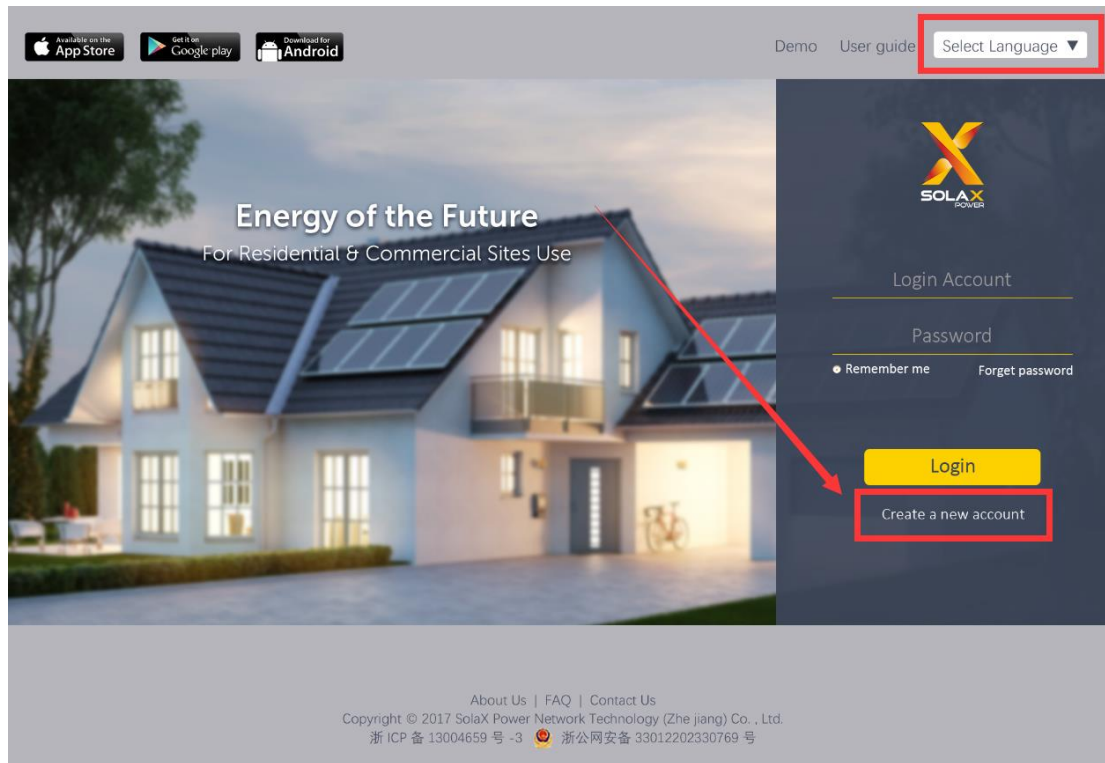 Available on the
App Store
Get it on
Google play
Download for
Android
Demo User guide Select Language ▼
SOLAX
POWER
Energy of the Future
For Residential & Commercial Sites Use
Login Account
Password
Remember me Forget password
Login
Create a new account
About Us | FAQ | Contact Us
Copyright © 2017 SolaX Power Network Technology (Zhe jiang) Co. , Ltd.
浙 ICP 备 13004659 号 -3 浙公网安备 33012202330769 号